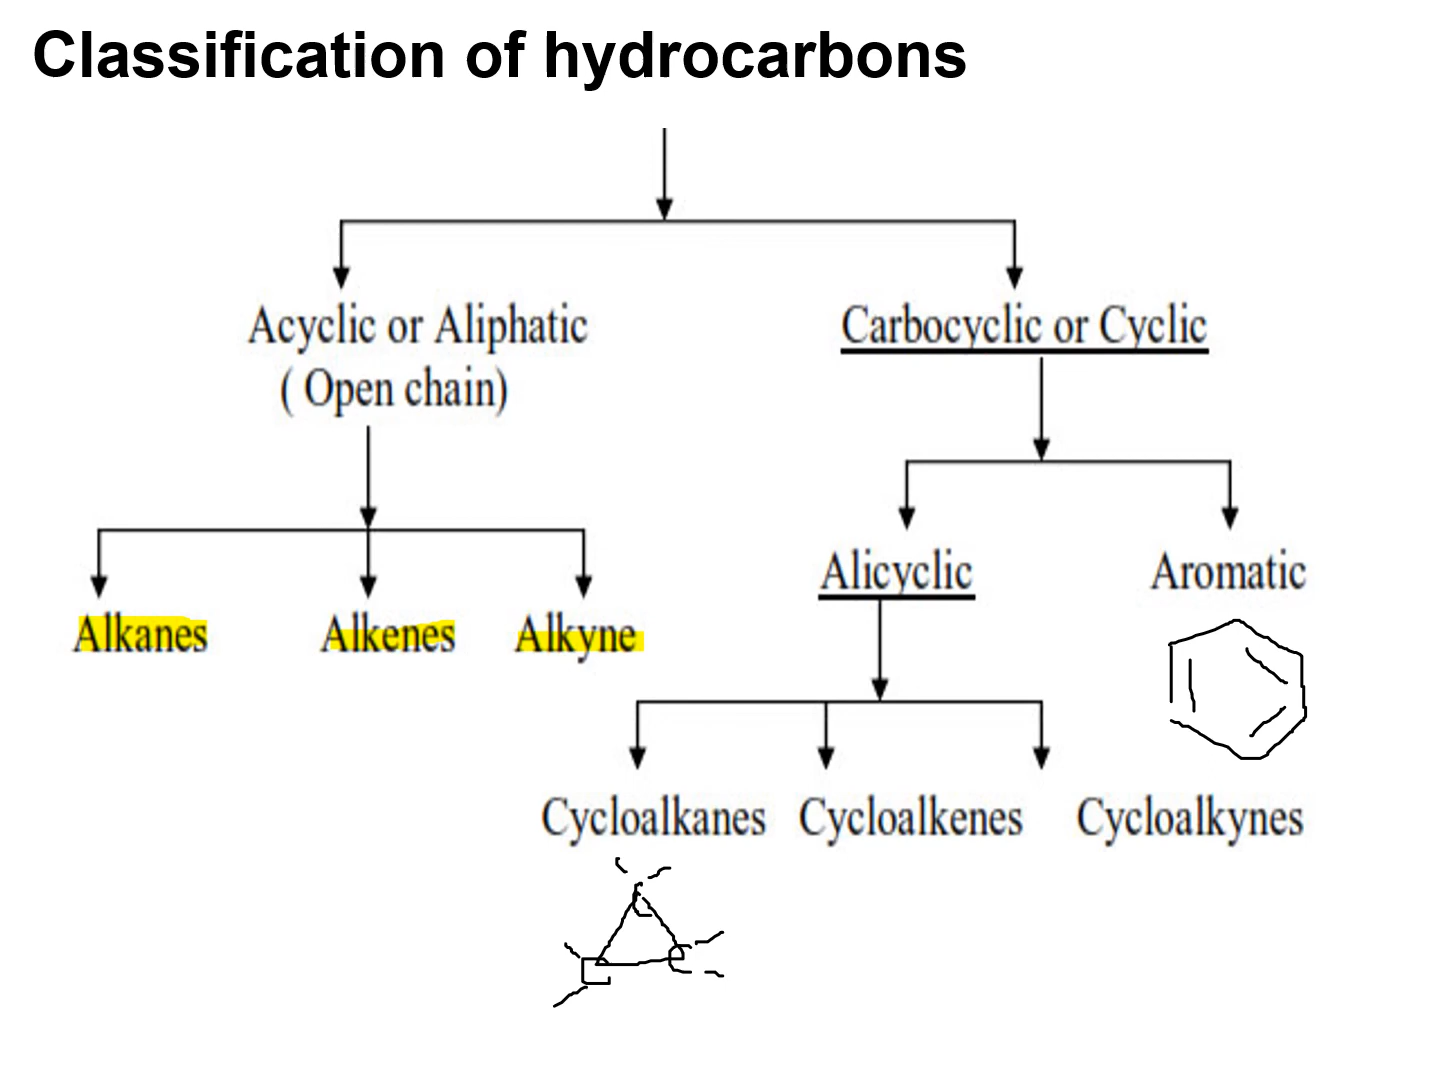 Classification of hydrocarbons
Acyclic or Aliphatic
( Open chain)
Carbocyclic or Cyclic
Alicyclic
Aromatic
Alkanes
Alkenes
Alkyne
Cycloalkanes
Cycloalkenes
Cycloalkynes